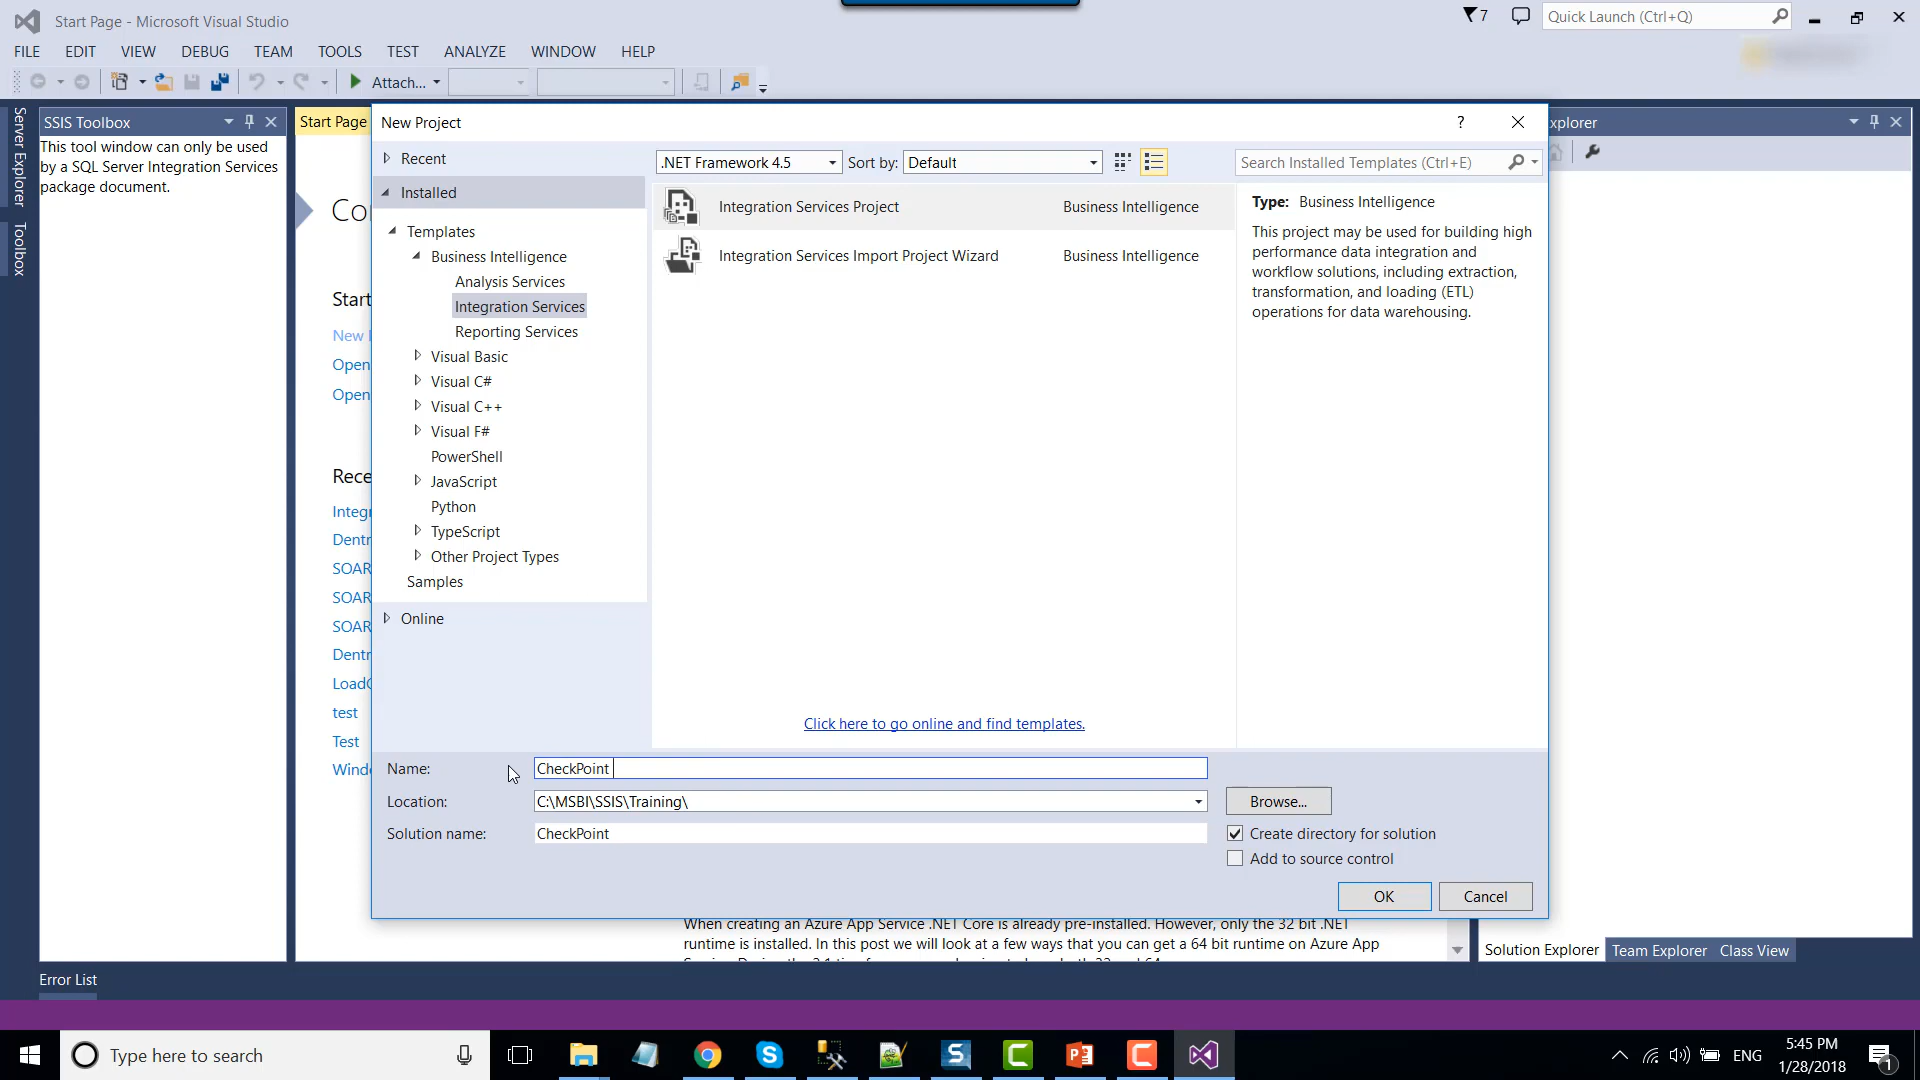 Start Page - Microsoft Visual Studio
7
Quick Launch (Ctrl+Q)
FILE EDIT VIEW DEBUG TEAM TOOLS TEST ANALYZE WINDOW HELP
Attach...
Server Explorer
Toolbox
SSIS Toolbox
This tool window can only be used
by a SQL Server Integration Services
package document.
Start Page
Co
Start
New
Open
Open
Rece
Integr
Dentr
SOAR
SOAR
SOAR
Dentr
LoadC
test
Test
Windo
New Project
?
Recent
Installed
Templates
Business Intelligence
Analysis Services
Integration Services
Reporting Services
Visual Basic
Visual C#
Visual C++
Visual F#
PowerShell
JavaScript
Python
TypeScript
Other Project Types
Samples
Online
.NET Framework 4.5 Sort by: Default
Search Installed Templates (Ctrl+E)
Integration Services Project Business Intelligence
Integration Services Import Project Wizard Business Intelligence
Type: Business Intelligence
This project may be used for building high
performance data integration and
workflow solutions, including extraction,
transformation, and loading (ETL)
operations for data warehousing.
Click here to go online and find templates.
Name: CheckPoint
Location: C:\MSBI\SSIS\Training\
Browse...
Solution name: CheckPoint
Create directory for solution
Add to source control
OK Cancel
xplorer
When creating an Azure App Service .NET Core is already pre-installed. However, only the 32 bit .NET
runtime is installed. In this post we will look at a few ways that you can get a 64 bit runtime on Azure App
Solution Explorer Team Explorer Class View
Error List
Type here to search
ENG
5:45 PM
1/28/2018
1